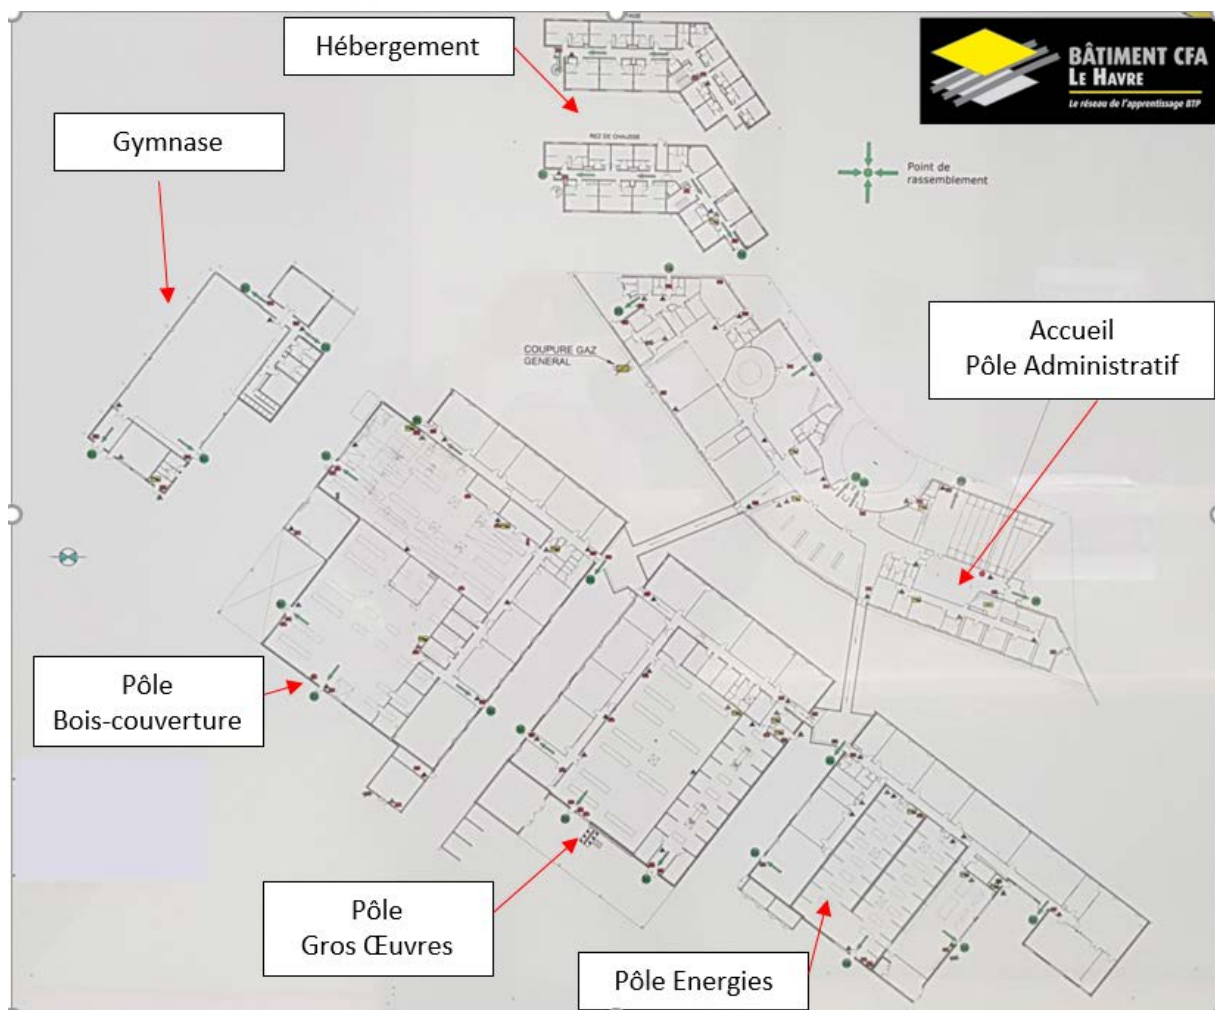 Hébergement
BÂTIMENT CFA
LE HAVRE
Le réseau de l'apprentissage BTP
Gymnase
REZ DE CHAUSSE
Point de
rassemblement
Accueil
Pôle Administratif
COUPURE GAZ
GENERAL
Pôle
Bois-couverture
Pôle
Gros Œuvres
Pôle Energies